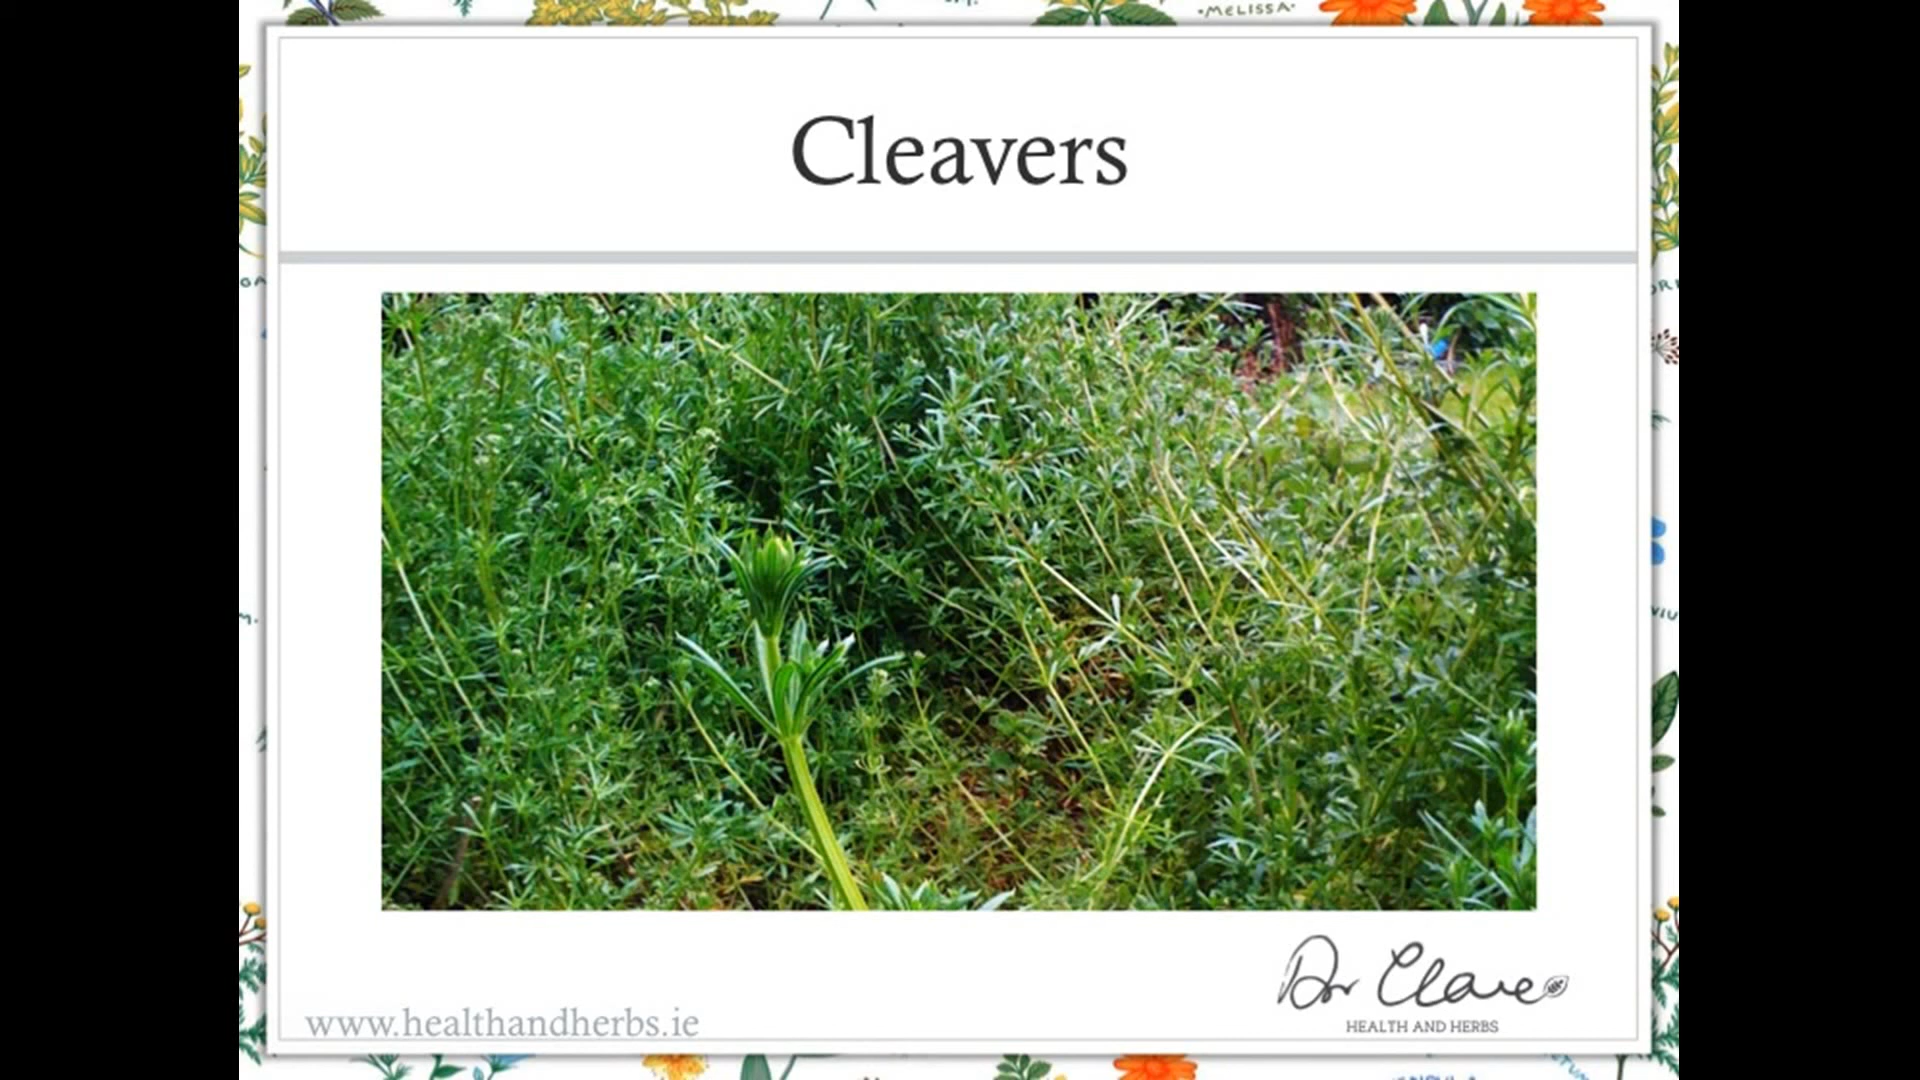 ·MELISSA·
Cleavers
Dr Clare
HEALTH AND HERBS
www.healthandherbs.ie